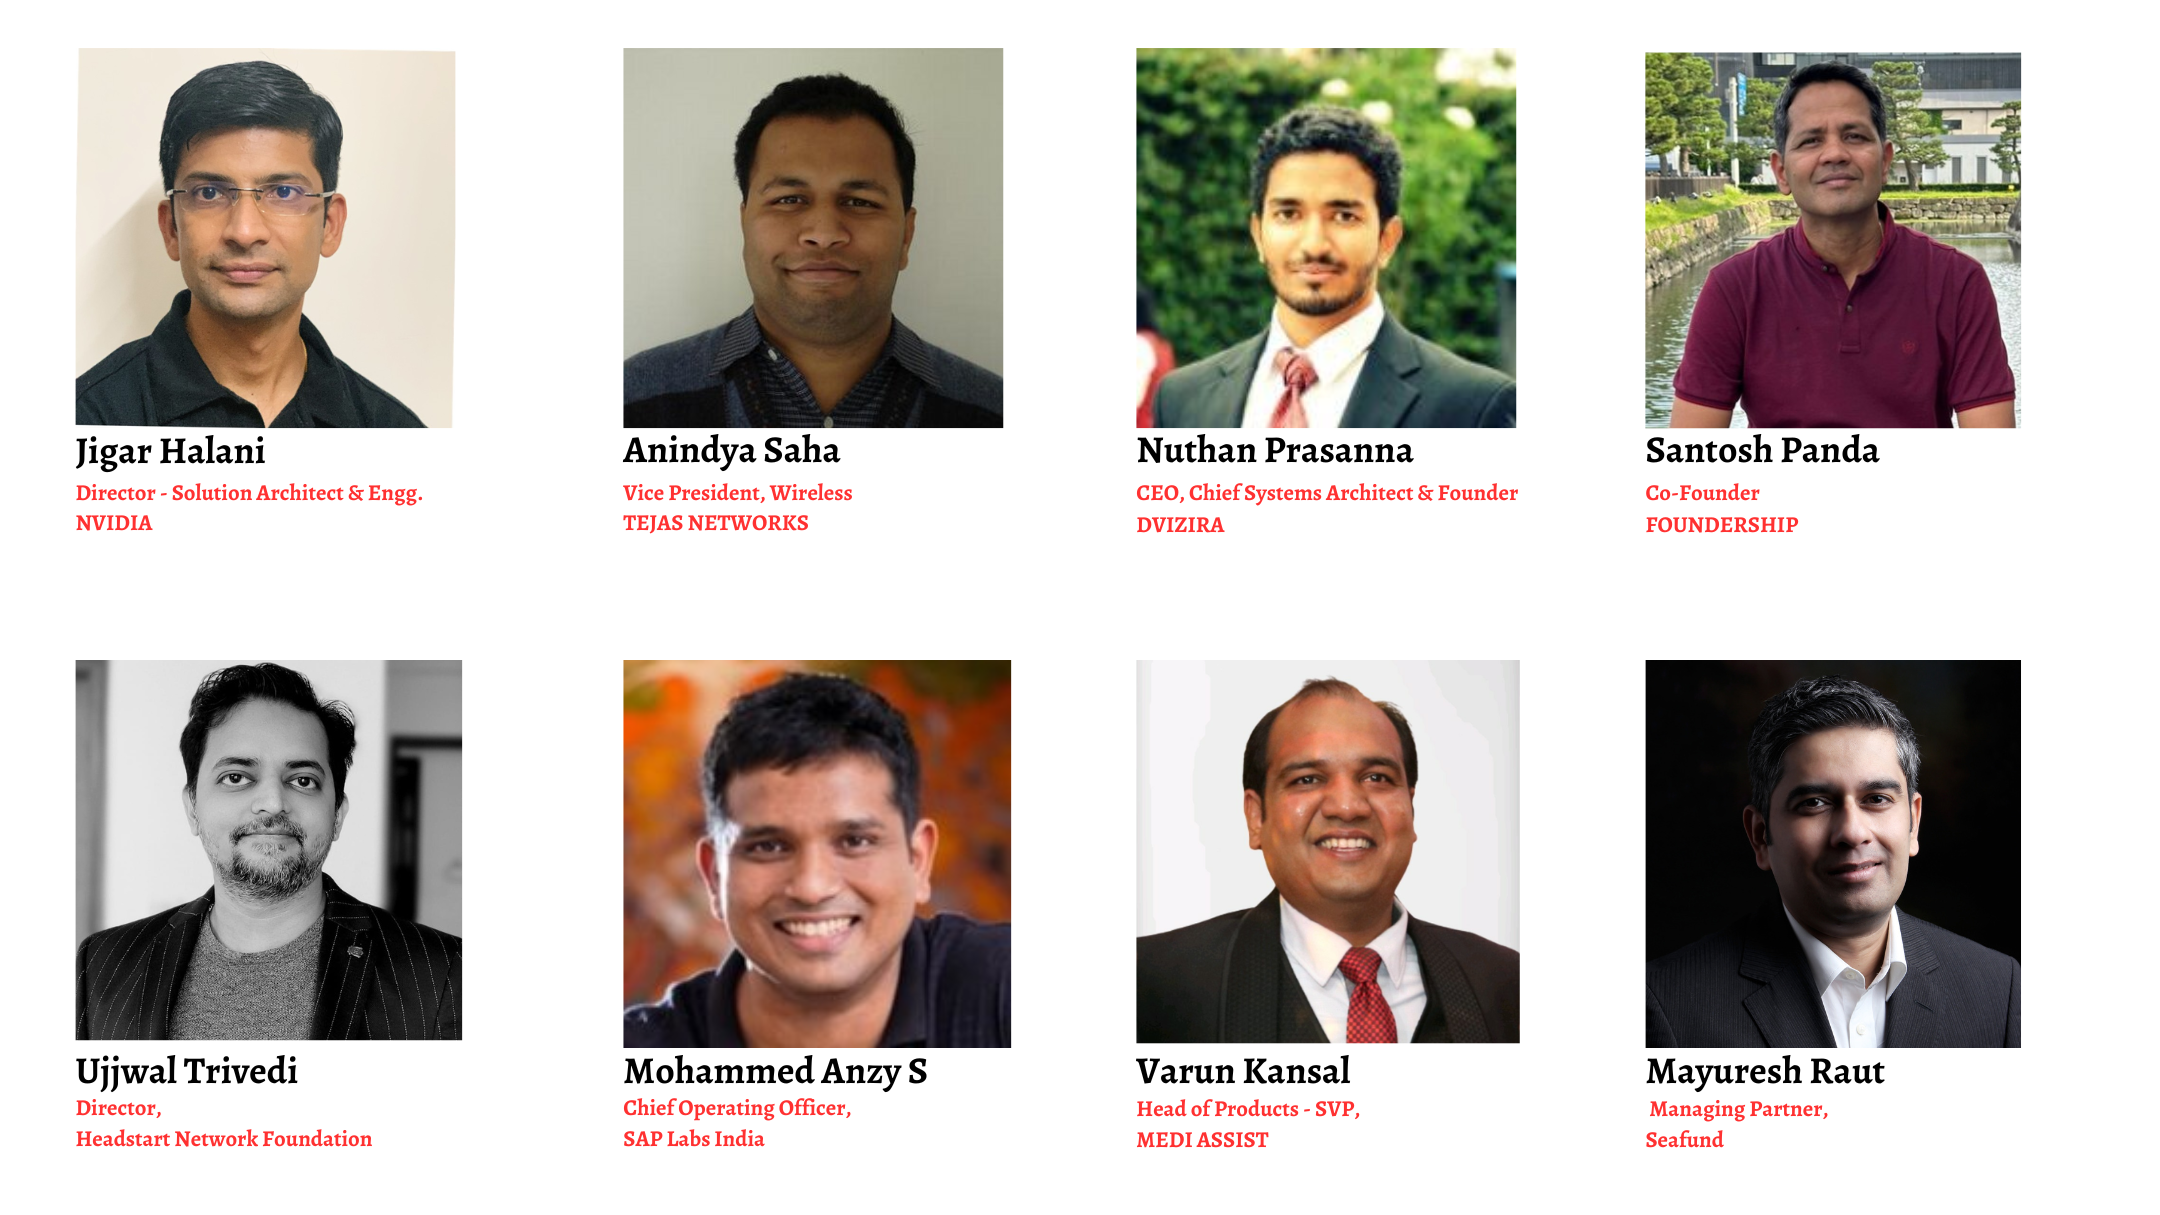 Jigar Halani
Director - Solution Architect & Engg.
NVIDIA
Anindya Saha
Vice President, Wireless
TEJAS NETWORKS
Nuthan Prasanna
CEO, Chief Systems Architect & Founder
DVIZIRA
Santosh Panda
Co-Founder
FOUNDERSHIP
Ujjwal Trivedi
Director,
Headstart Network Foundation
Mohammed Anzy S
Chief Operating Officer,
SAP Labs India
Varun Kansal
Head of Products - SVP,
MEDI ASSIST
Mayuresh Raut
Managing Partner,
Seafund